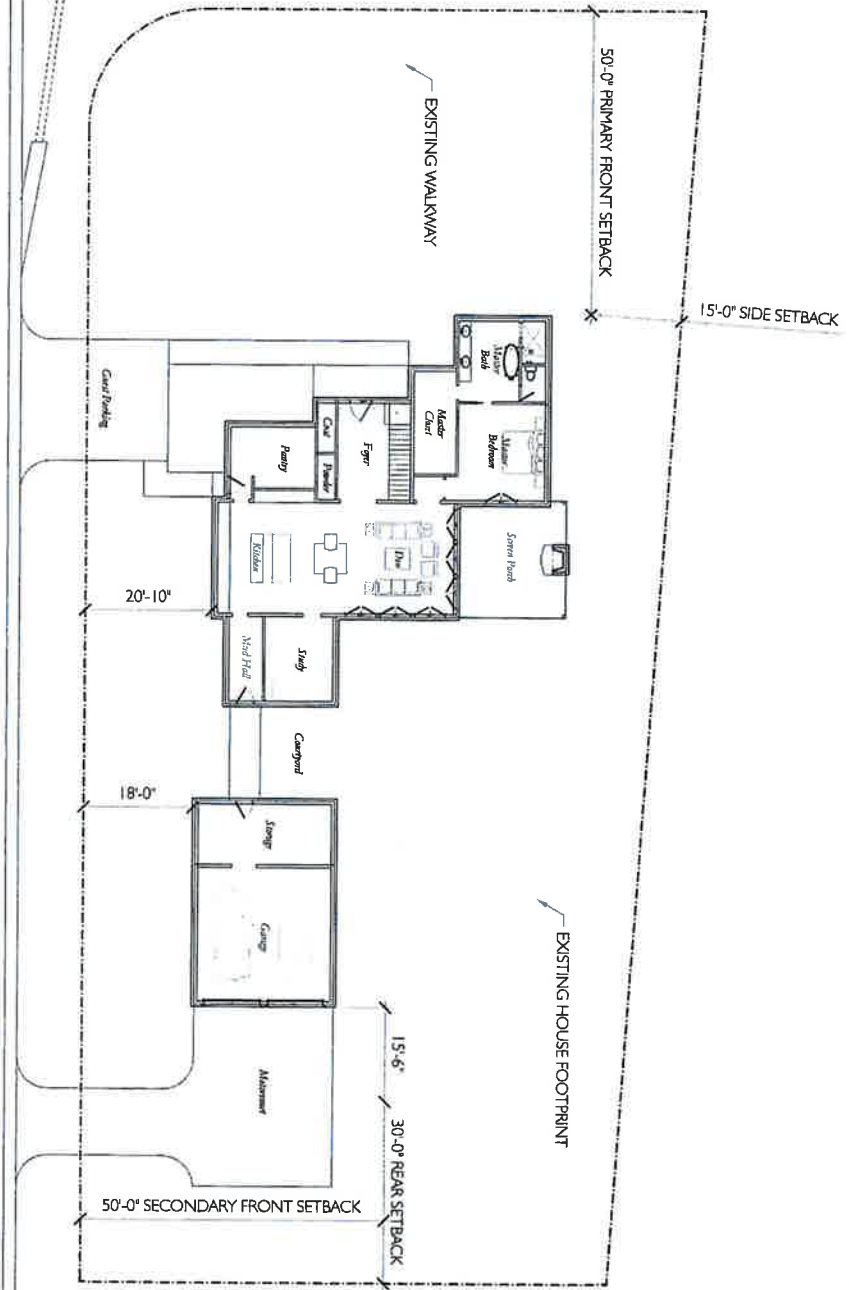 50'-0" PRIMARY FRONT SETBACK
15'-0" SIDE SETBACK
EXISTING WALKWAY
Guest Parking
Master
Bath
Master
Closet
Master
Bedroom
Foyer
Coat
Powder
Pantry
Screen Porch
Den
Kitchen
20'-10"
Mud Hall
Study
Courtyard
18'-0"
Storage
Garage
EXISTING HOUSE FOOTPRINT
15'-6"
Motorcourt
30'-0" REAR SETBACK
50'-0" SECONDARY FRONT SETBACK